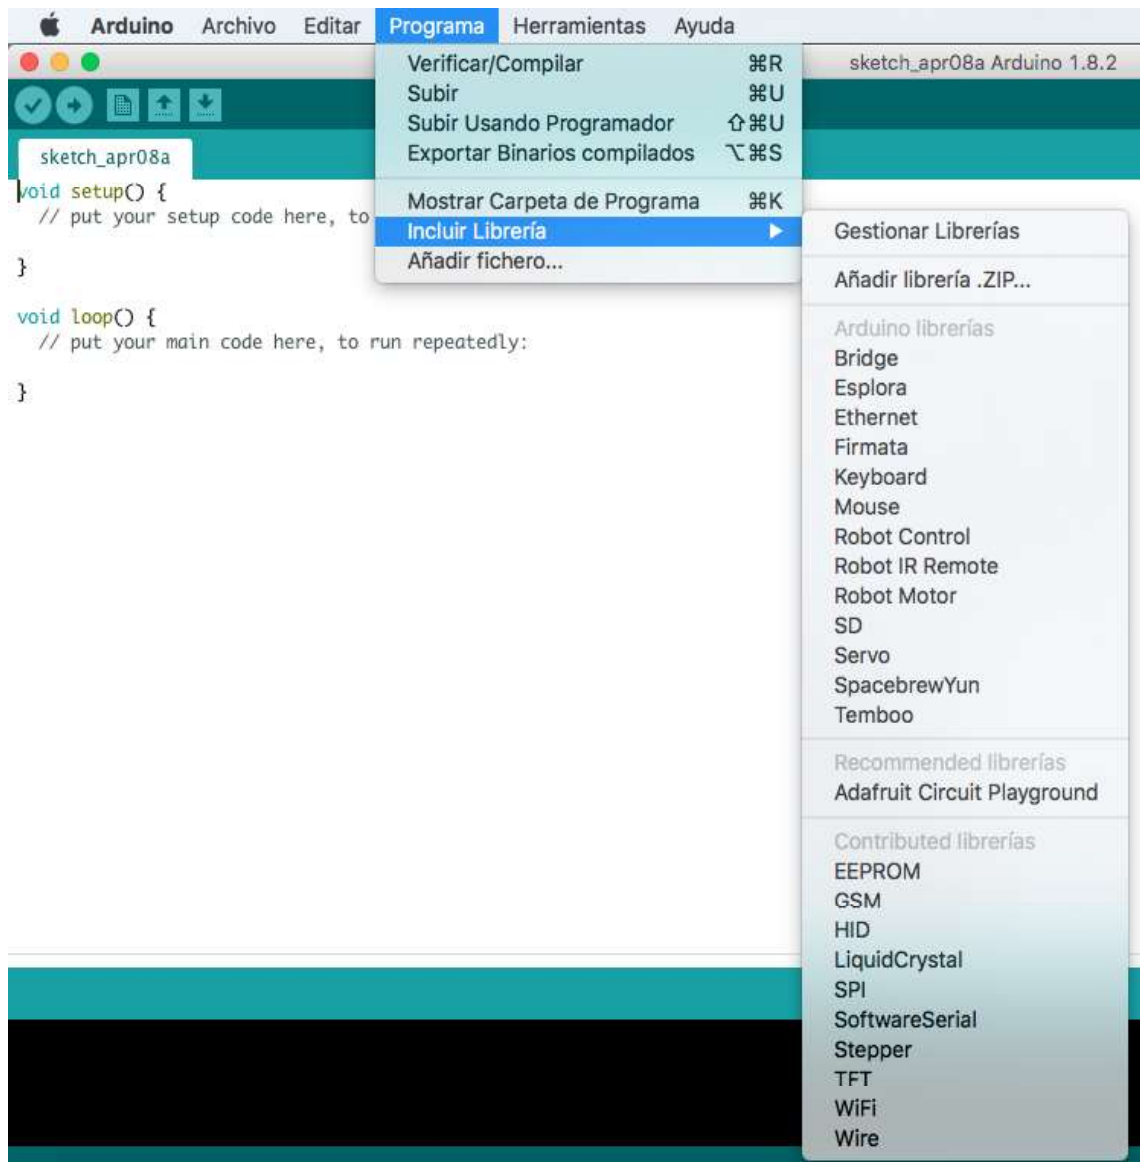 Arduino Archivo Editar Programa Herramientas Ayuda
sketch_apr08a Arduino 1.8.2
Verificar/Compilar ⌘R
Subir ⌘U
Subir Usando Programador ⇧⌘U
Exportar Binarios compilados ⌥⌘S
Mostrar Carpeta de Programa ⌘K
Incluir Librería ▶
Añadir fichero...
sketch_apr08a
void setup() {
// put your setup code here, to
}
void loop() {
// put your main code here, to run repeatedly:
}
Gestionar Librerías
Añadir librería .ZIP...
Arduino librerías
Bridge
Esplora
Ethernet
Firmata
Keyboard
Mouse
Robot Control
Robot IR Remote
Robot Motor
SD
Servo
SpacebrewYun
Temboo
Recommended librerías
Adafruit Circuit Playground
Contributed librerías
EEPROM
GSM
HID
LiquidCrystal
SPI
SoftwareSerial
Stepper
TFT
WiFi
Wire